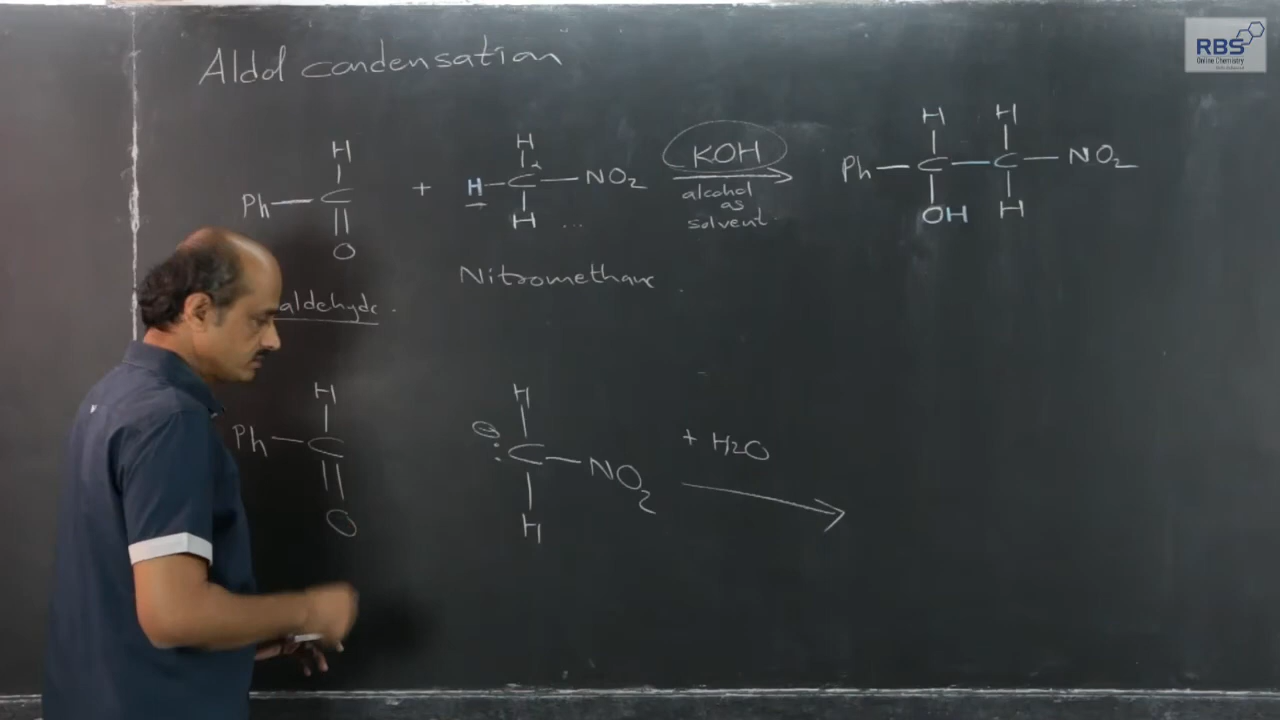 RBS
Online Chemistry
Aldol condensation
H
Ph—C
O
+
H
H—C—NO2
H ...
KOH
alcohol
as
solvent
H H
Ph—C—C—NO2
OH H
Nitromethane
aldehyde.
H
Ph—C
O
H
⊖:C—NO2
H
+ H2O